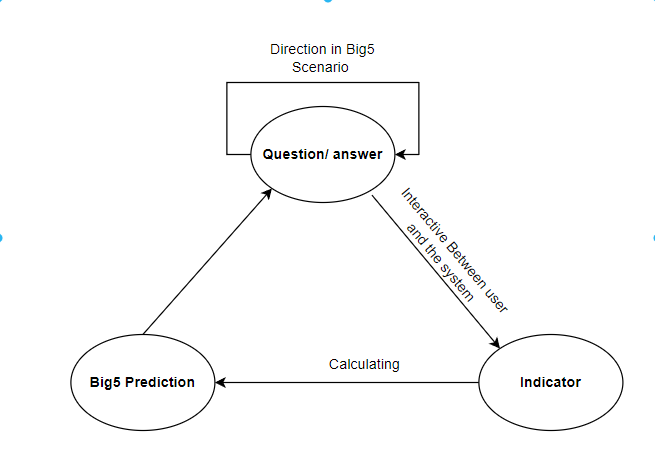 Direction in Big5
Scenario
Question/ answer
Interactive Between user
and the system
Calculating
Big5 Prediction
Indicator